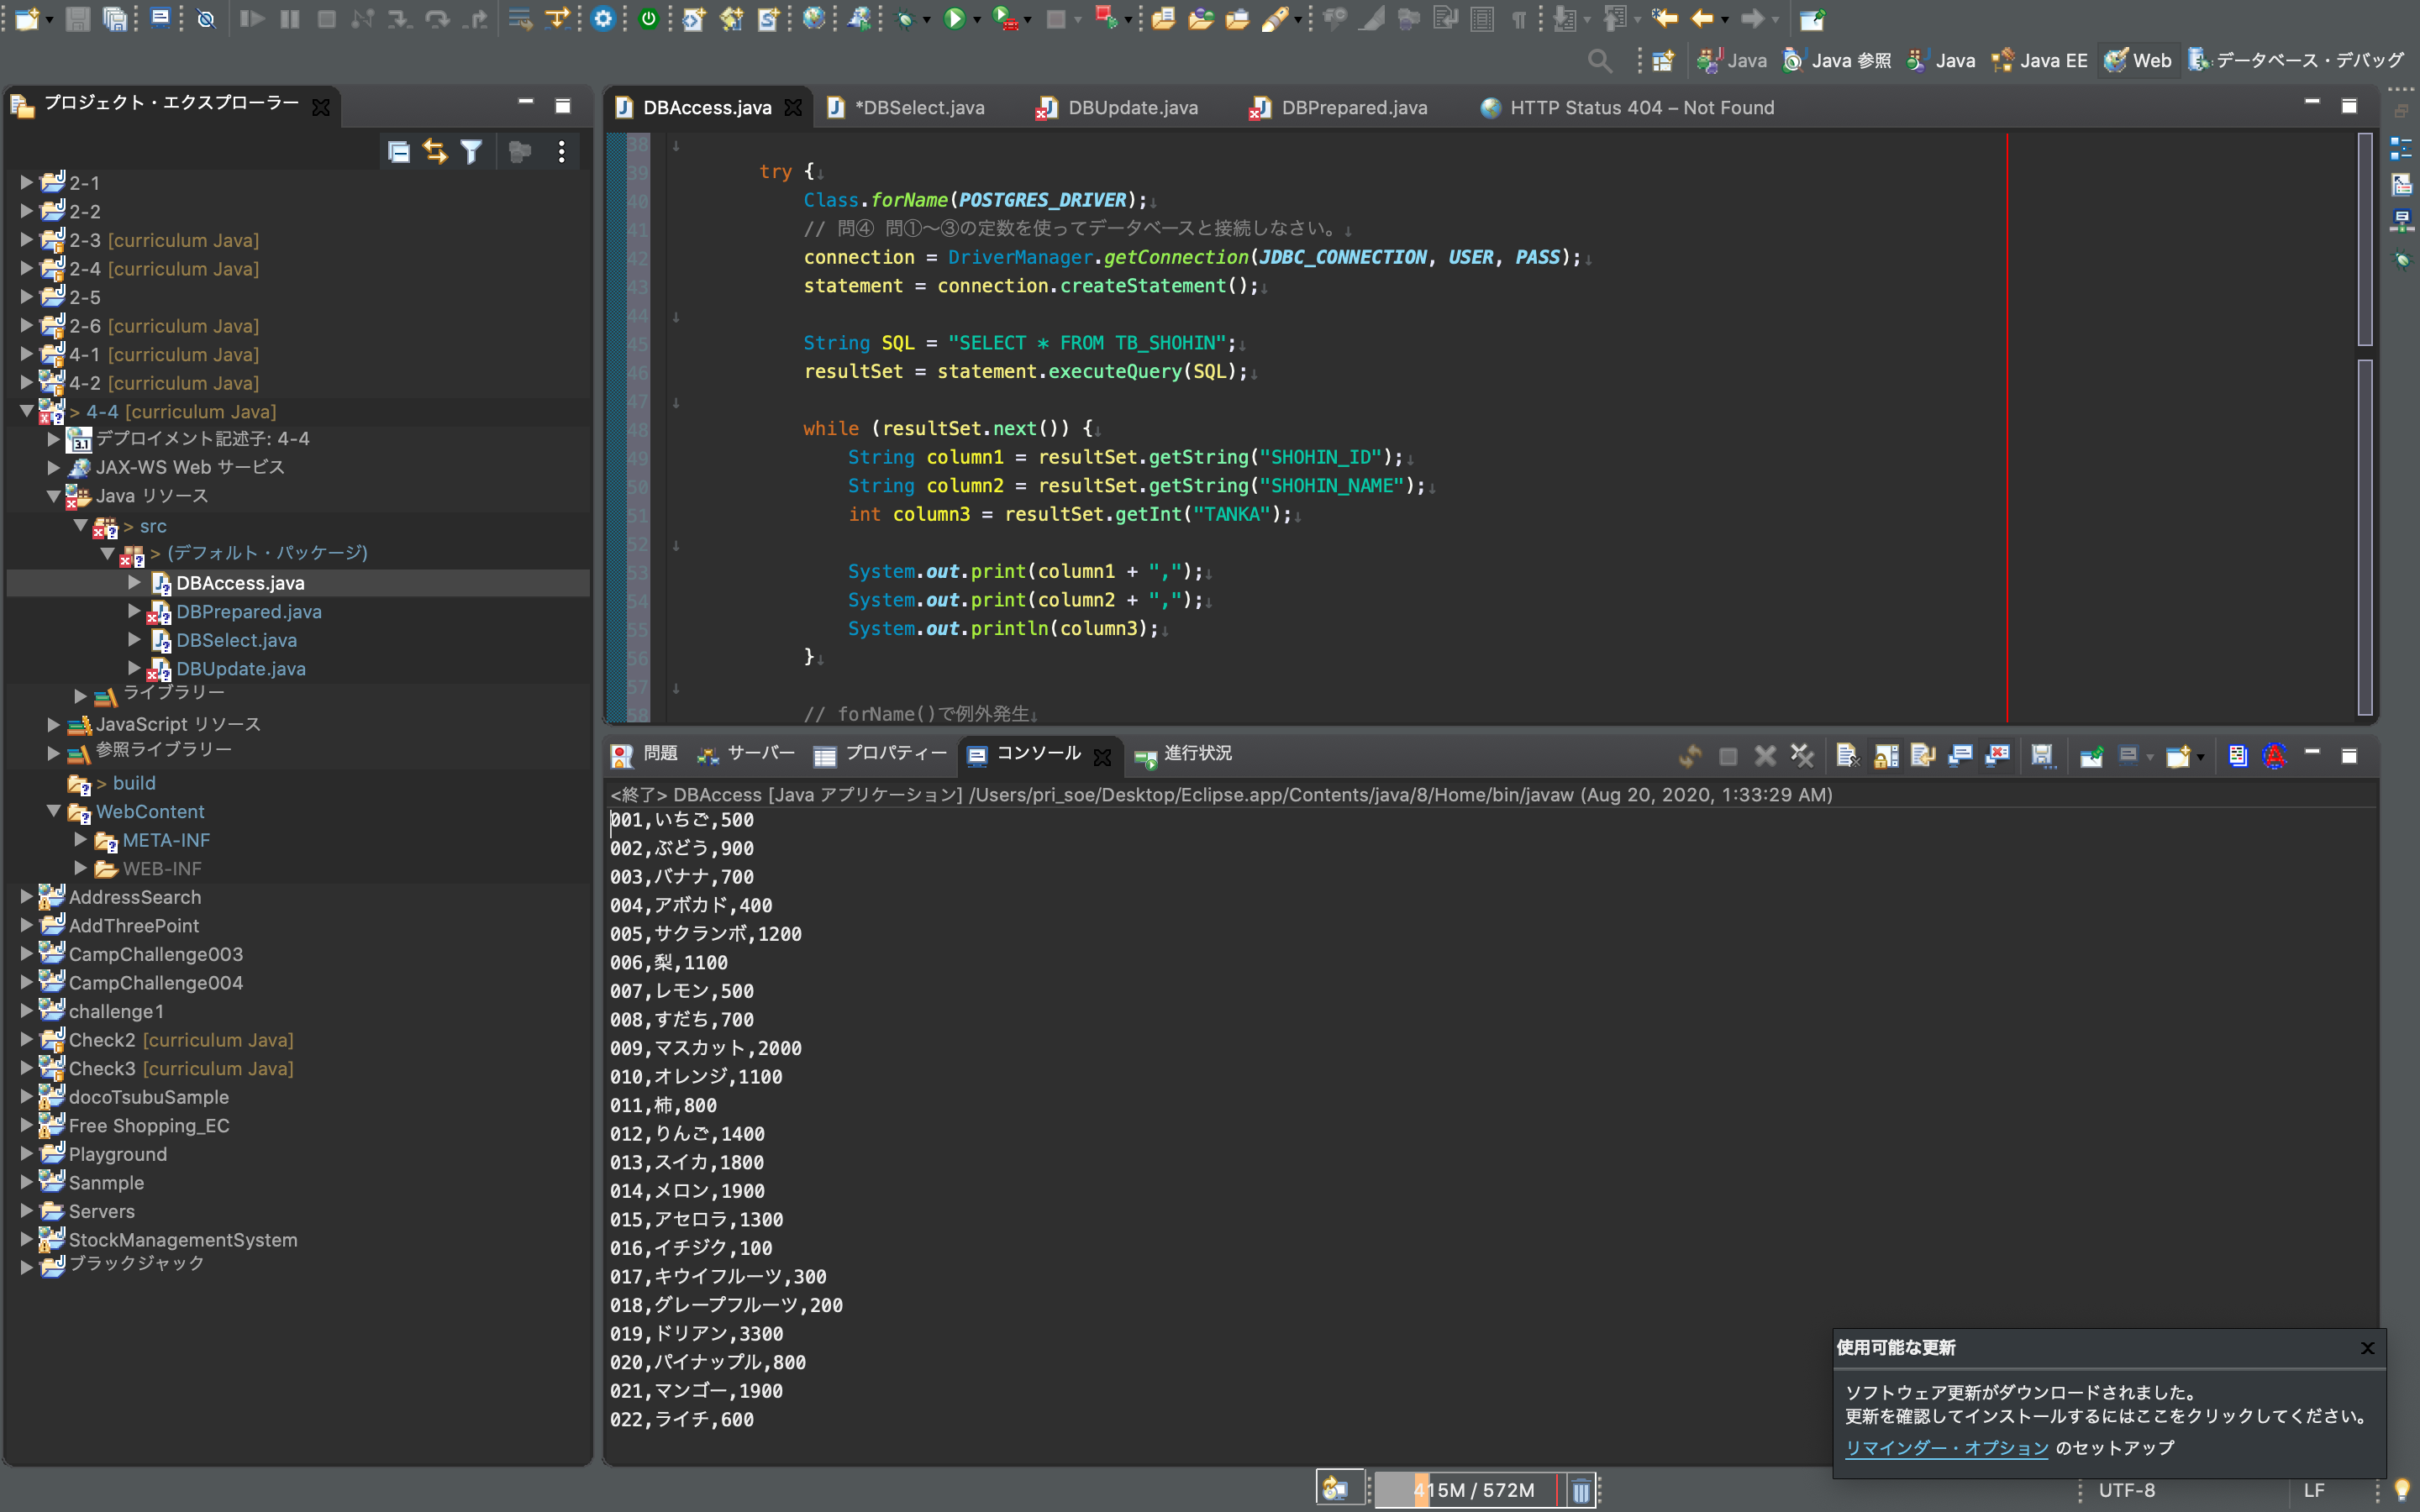 Java
Java 参照
Java
Java EE
Web
データベース・デバッグ
プロジェクト・エクスプローラー
2-1
2-2
2-3 [curriculum Java]
2-4 [curriculum Java]
2-5
2-6 [curriculum Java]
4-1 [curriculum Java]
4-2 [curriculum Java]
> 4-4 [curriculum Java]
デプロイメント記述子: 4-4
JAX-WS Web サービス
Java リソース
> src
> (デフォルト・パッケージ)
DBAccess.java
DBPrepared.java
DBSelect.java
DBUpdate.java
ライブラリー
JavaScript リソース
参照ライブラリー
> build
WebContent
META-INF
WEB-INF
AddressSearch
AddThreePoint
CampChallenge003
CampChallenge004
challenge1
Check2 [curriculum Java]
Check3 [curriculum Java]
docoTsubuSample
Free Shopping_EC
Playground
Sanmple
Servers
StockManagementSystem
ブラックジャック
DBAccess.java
*DBSelect.java
DBUpdate.java
DBPrepared.java
HTTP Status 404 – Not Found
38 ↓
39 try {↓
40 Class.forName(POSTGRES_DRIVER);↓
41 // 問④ 問①〜③の定数を使ってデータベースと接続しなさい。↓
42 connection = DriverManager.getConnection(JDBC_CONNECTION, USER, PASS);↓
43 statement = connection.createStatement();↓
44 ↓
45 String SQL = "SELECT * FROM TB_SHOHIN";↓
46 resultSet = statement.executeQuery(SQL);↓
47 ↓
48 while (resultSet.next()) {↓
49 String column1 = resultSet.getString("SHOHIN_ID");↓
50 String column2 = resultSet.getString("SHOHIN_NAME");↓
51 int column3 = resultSet.getInt("TANKA");↓
52 ↓
53 System.out.print(column1 + ",");↓
54 System.out.print(column2 + ",");↓
55 System.out.println(column3);↓
56 }↓
57 ↓
58 // forName()で例外発生↓
問題
サーバー
プロパティー
コンソール
進行状況
<終了> DBAccess [Java アプリケーション] /Users/pri_soe/Desktop/Eclipse.app/Contents/java/8/Home/bin/javaw (Aug 20, 2020, 1:33:29 AM)
001,いちご,500
002,ぶどう,900
003,バナナ,700
004,アボカド,400
005,サクランボ,1200
006,梨,1100
007,レモン,500
008,すだち,700
009,マスカット,2000
010,オレンジ,1100
011,柿,800
012,りんご,1400
013,スイカ,1800
014,メロン,1900
015,アセロラ,1300
016,イチジク,100
017,キウイフルーツ,300
018,グレープフルーツ,200
019,ドリアン,3300
020,パイナップル,800
021,マンゴー,1900
022,ライチ,600
使用可能な更新
ソフトウェア更新がダウンロードされました。
更新を確認してインストールするにはここをクリックしてください。
リマインダー・オプション のセットアップ
415M / 572M
UTF-8
LF